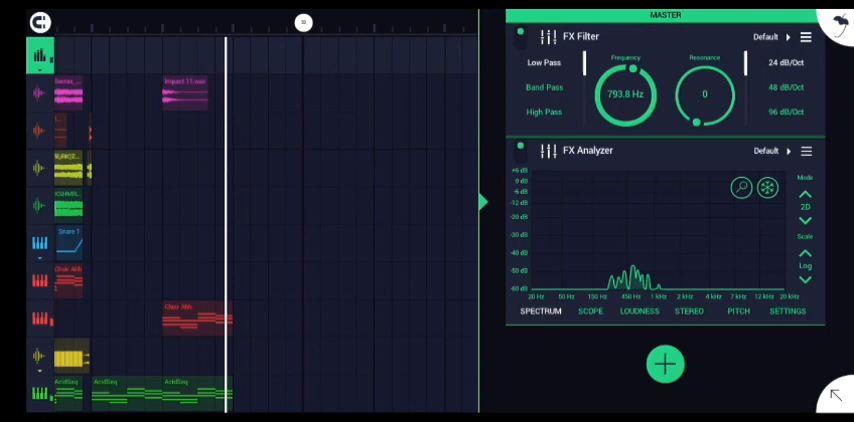 MASTER
FX Filter
Default
Low Pass
Band Pass
High Pass
Frequency
793.8 Hz
Resonance
0
24 dB/Oct
48 dB/Oct
96 dB/Oct
FX Analyzer
Default
+6 dB
0 dB
-6 dB
-12 dB
-20 dB
-30 dB
-40 dB
-50 dB
-60 dB
20 Hz
50 Hz
150 Hz
450 Hz
1 kHz
2 kHz
4 kHz
7 kHz
12 kHz
20 kHz
Mode
2D
Scale
Log
SPECTRUM
SCOPE
LOUDNESS
STEREO
PITCH
SETTINGS
Impact 11.wav
Snare 1
Choir Ahh
Choir Ahh
AcidSeq
AcidSeq
AcidSeq